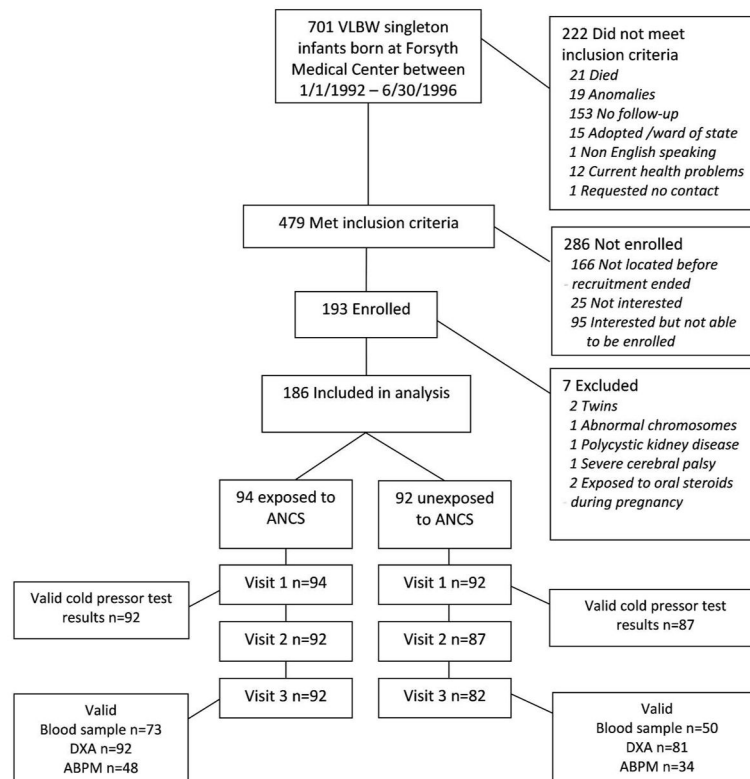 701 VLBW singleton
infants born at Forsyth
Medical Center between
1/1/1992 – 6/30/1996
222 Did not meet
inclusion criteria
21 Died
19 Anomalies
153 No follow-up
15 Adopted /ward of state
1 Non English speaking
12 Current health problems
1 Requested no contact
479 Met inclusion criteria
286 Not enrolled
166 Not located before
recruitment ended
25 Not interested
95 Interested but not able
to be enrolled
193 Enrolled
7 Excluded
2 Twins
1 Abnormal chromosomes
1 Polycystic kidney disease
1 Severe cerebral palsy
2 Exposed to oral steroids
during pregnancy
186 Included in analysis
94 exposed to
ANCS
92 unexposed
to ANCS
Visit 1 n=94
Visit 1 n=92
Valid cold pressor test
results n=92
Valid cold pressor test
results n=87
Visit 2 n=92
Visit 2 n=87
Visit 3 n=92
Visit 3 n=82
Valid
Blood sample n=73
DXA n=92
ABPM n=48
Valid
Blood sample n=50
DXA n=81
ABPM n=34